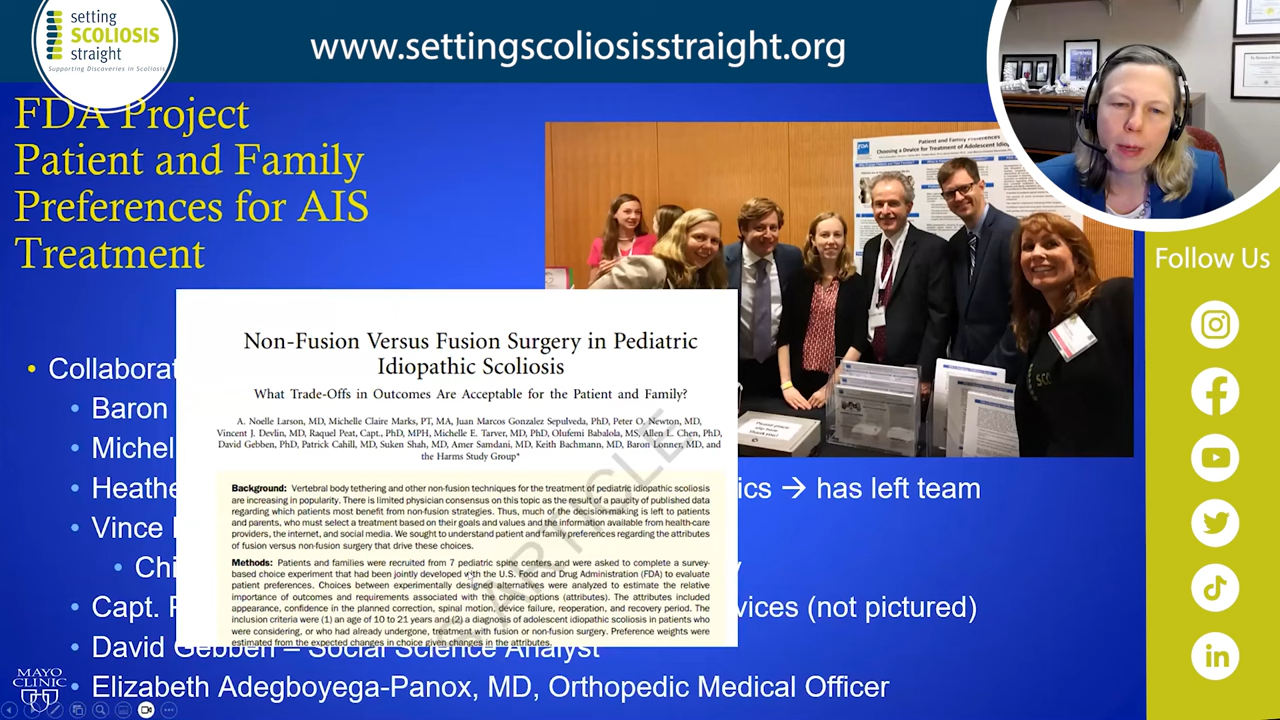 setting
SCOLIOSIS
straight
Supporting Discoveries in Scoliosis
www.settingscoliosisstraight.org
FDA Project
Patient and Family
Preferences for AIS
Treatment
Patient and Family Preferences
Choosing a Device for Treatment of Adolescent Idiop
Follow Us
Non-Fusion Versus Fusion Surgery in Pediatric
Idiopathic Scoliosis
What Trade-Offs in Outcomes Are Acceptable for the Patient and Family?
A. Noelle Larson, MD, Michelle Claire Marks, PT, MA, Juan Marcos Gonzalez Sepulveda, PhD, Peter O. Newton, MD,
Vincent J. Devlin, MD, Raquel Peat, Capt., PhD, MPH, Michelle E. Tarver, MD, PhD, Olufemi Babalola, MS, Allen L. Chen, PhD,
David Gebben, PhD, Patrick Cahill, MD, Suken Shah, MD, Amer Samdani, MD, Keith Bachmann, MD, Baron Lonner, MD, and
the Harms Study Group*
Background: Vertebral body tethering and other non-fusion techniques for the treatment of pediatric idiopathic scoliosis
are increasing in popularity. There is limited physician consensus on this topic as the result of a paucity of published data
regarding which patients most benefit from non-fusion strategies. Thus, much of the decision-making is left to patients
and parents, who must select a treatment based on their goals and values and the information available from health-care
providers, the internet, and social media. We sought to understand patient and family preferences regarding the attributes
of fusion versus non-fusion surgery that drive these choices.
Methods: Patients and families were recruited from 7 pediatric spine centers and were asked to complete a survey-
based choice experiment that had been jointly developed with the U.S. Food and Drug Administration (FDA) to evaluate
patient preferences. Choices between experimentally designed alternatives were analyzed to estimate the relative
importance of outcomes and requirements associated with the choice options (attributes). The attributes included
appearance, confidence in the planned correction, spinal motion, device failure, reoperation, and recovery period. The
inclusion criteria were (1) an age of 10 to 21 years and (2) a diagnosis of adolescent idiopathic scoliosis in patients who
were considering, or who had already undergone, treatment with fusion or non-fusion surgery. Preference weights were
estimated from the expected changes in choice given changes in the attributes.
ARTICLE
• Collaborat
• Baron
• Michel
• Heathe ics → has left team
• Vince
• Chi
• Capt. vices (not pictured)
• David Gebben – Social Science Analyst
• Elizabeth Adegboyega-Panox, MD, Orthopedic Medical Officer
MAYO
CLINIC